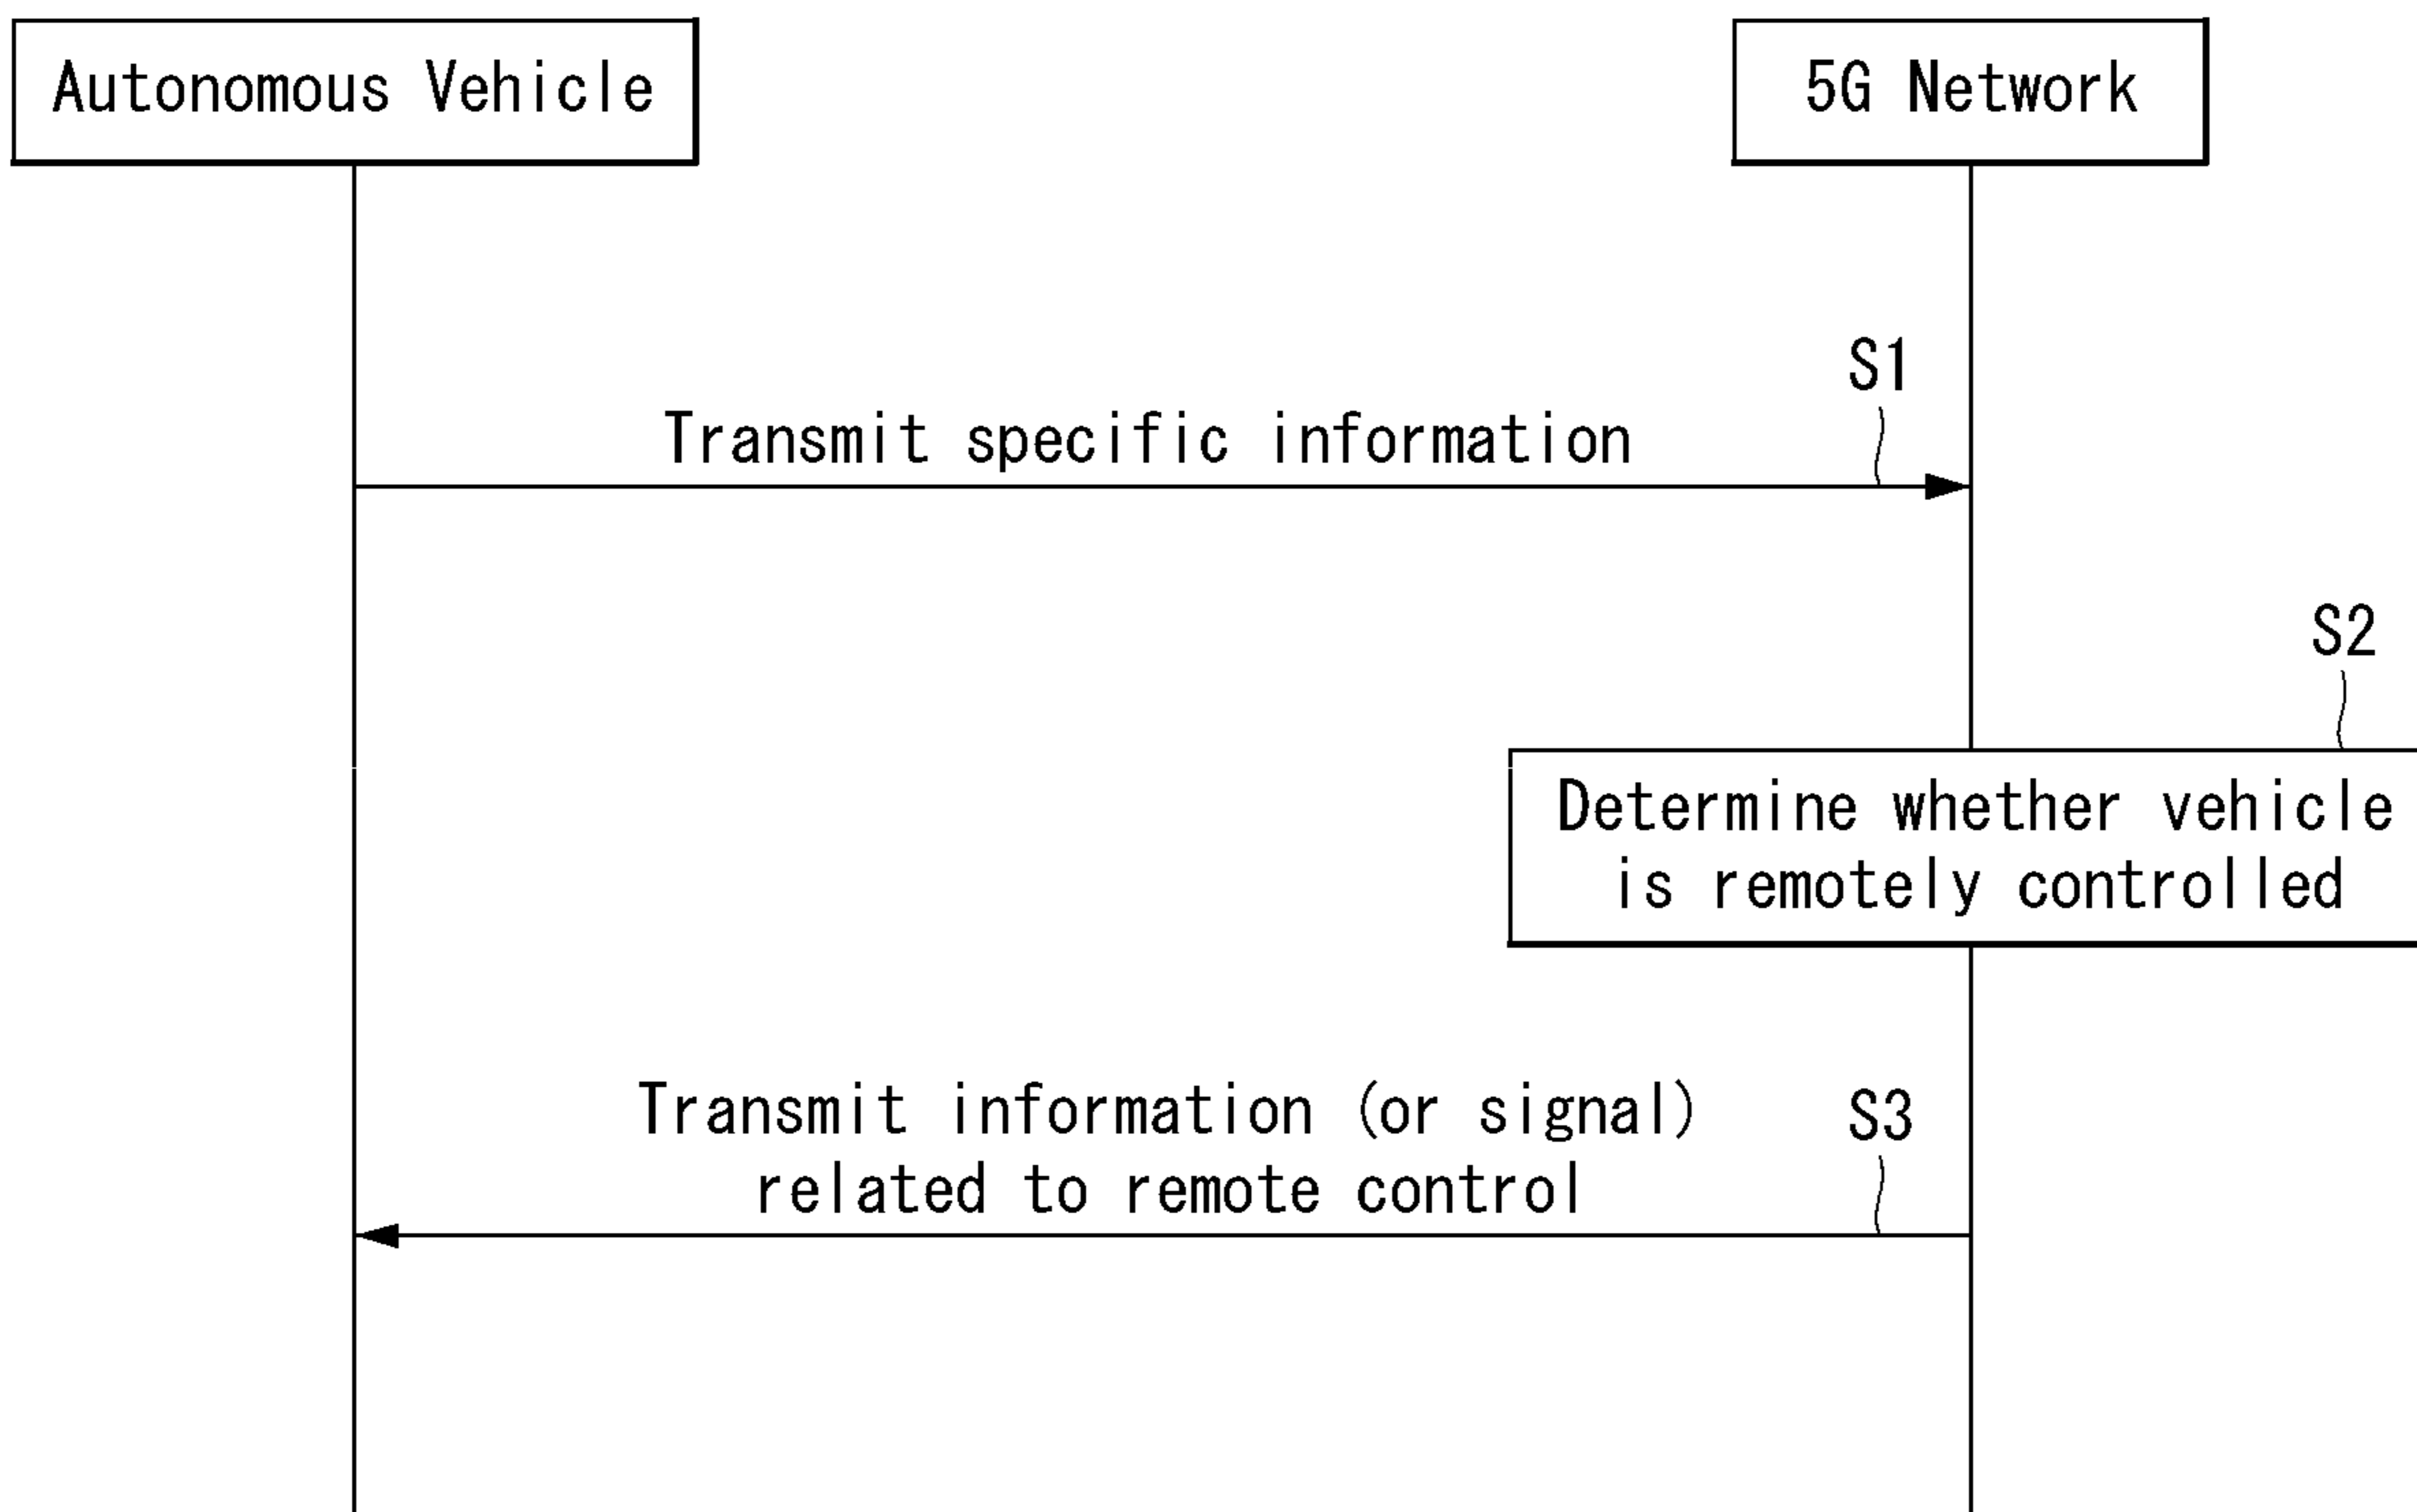 Autonomous Vehicle
5G Network
S1
Transmit specific information
S2
Determine whether vehicle
is remotely controlled
Transmit information (or signal)
related to remote control
S3